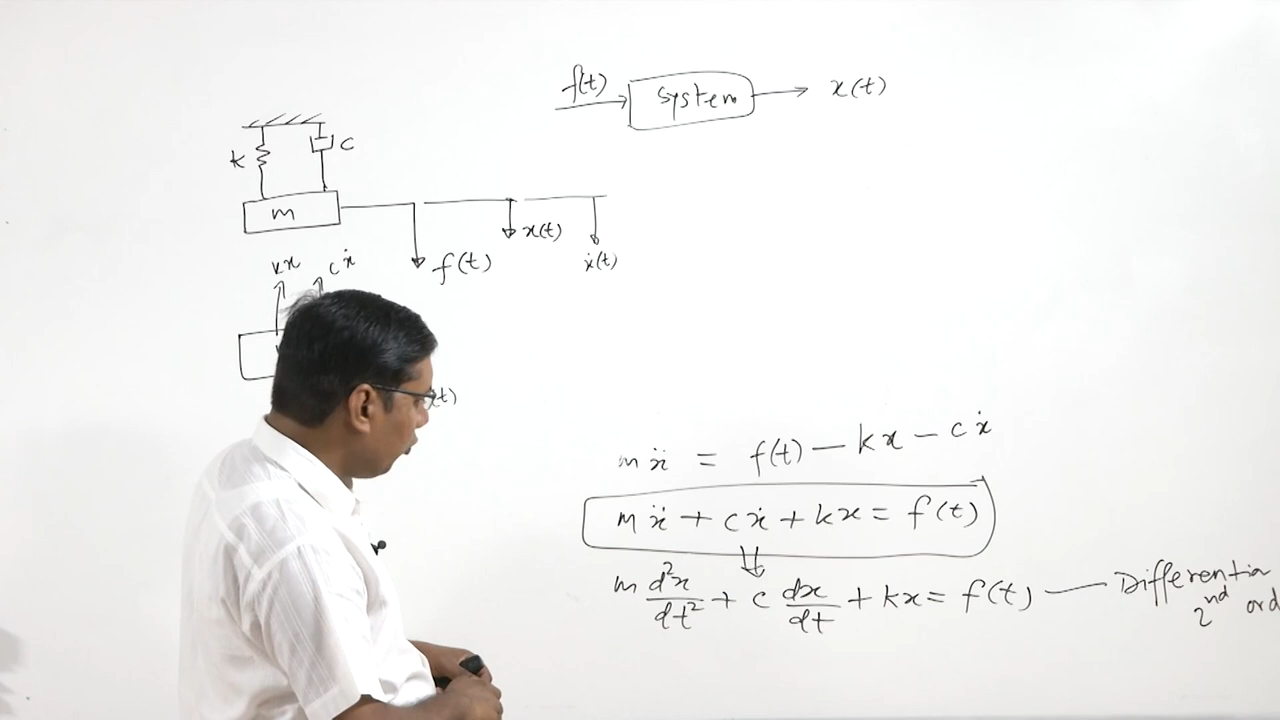 f(t) system x(t)
k c
m
f(t) x(t) ẋ(t)
kx cẋ
(t)
mẍ = f(t) – kx – cẋ
mẍ + cẋ + kx = f(t)
m d²x/dt² + c dx/dt + kx = f(t) — Differentia
2nd ord